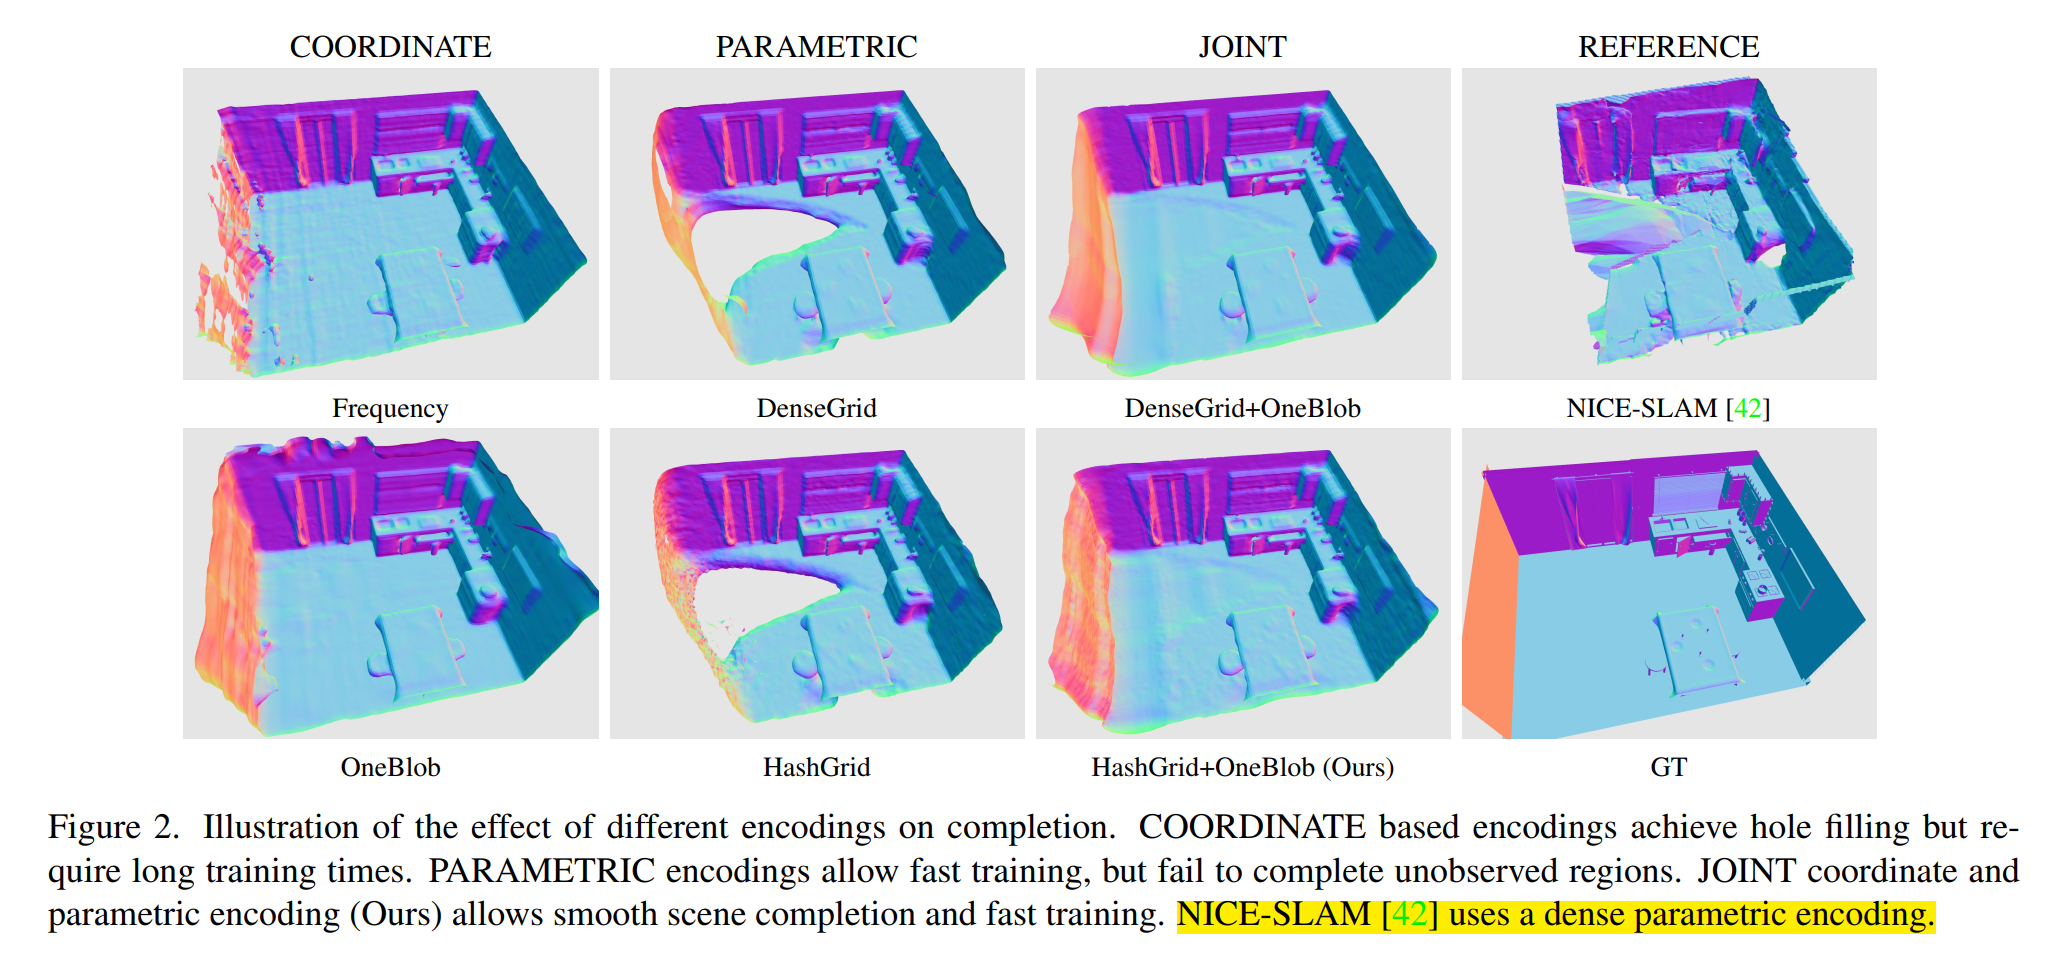 COORDINATE PARAMETRIC JOINT REFERENCE
Frequency DenseGrid DenseGrid+OneBlob NICE-SLAM [42]
OneBlob HashGrid HashGrid+OneBlob (Ours) GT
Figure 2. Illustration of the effect of different encodings on completion. COORDINATE based encodings achieve hole filling but re-
quire long training times. PARAMETRIC encodings allow fast training, but fail to complete unobserved regions. JOINT coordinate and
parametric encoding (Ours) allows smooth scene completion and fast training. NICE-SLAM [42] uses a dense parametric encoding.